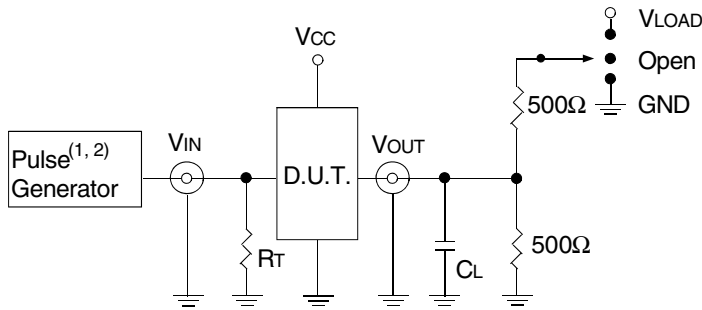 VLOAD
VCC
Open
500Ω
GND
VIN
VOUT
Pulse(1, 2)
Generator
D.U.T.
RT
CL
500Ω